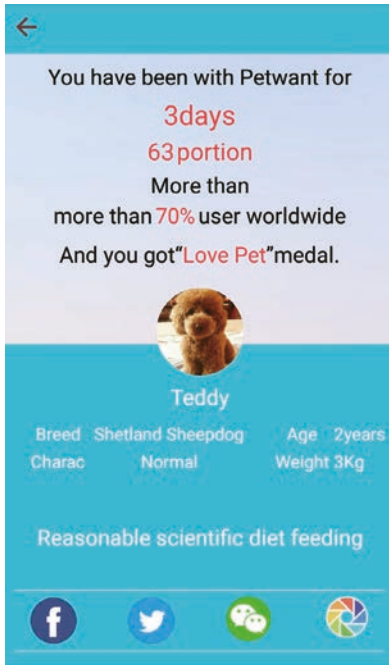 You have been with Petwant for
3days
63portion
More than
more than 70% user worldwide
And you got“Love Pet”medal.
Teddy
Breed Shetland Sheepdog Age 2years
Charac Normal Weight 3Kg
Reasonable scientific diet feeding